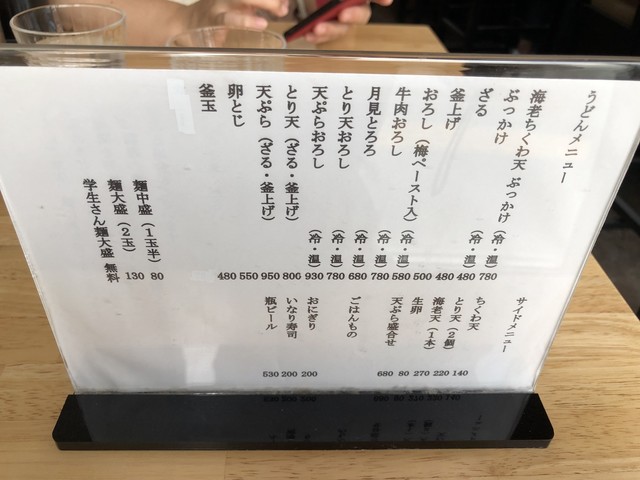 うどんメニュー
海老ちくわ天 ぶっかけ（冷・温） 780
ぶっかけ （冷・温） 480
ざる 480
釜上げ 500
おろし（梅ペースト入）（冷・温） 580
牛肉おろし （冷・温） 780
月見とろろ （冷・温） 680
とり天おろし （冷・温） 780
天ぷらおろし （冷・温） 930
とり天（ざる・釜上げ） 800
天ぷら（ざる・釜上げ） 950
卵とじ 550
釜玉 480
麺中盛（1玉半） 80
麺大盛（2玉） 130
学生さん麺大盛 無料
サイドメニュー
ちくわ天 140
とり天（2個） 220
海老天（1本） 270
生卵 80
天ぷら盛合せ 680
ごはんもの
おにぎり 200
いなり寿司 200
瓶ビール 530